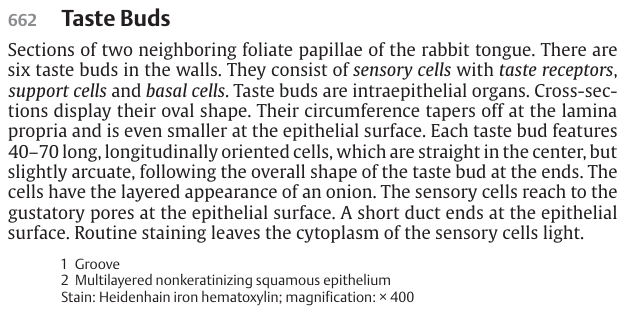 662 Taste Buds
Sections of two neighboring foliate papillae of the rabbit tongue. There are
six taste buds in the walls. They consist of sensory cells with taste receptors,
support cells and basal cells. Taste buds are intraepithelial organs. Cross-sec-
tions display their oval shape. Their circumference tapers off at the lamina
propria and is even smaller at the epithelial surface. Each taste bud features
40–70 long, longitudinally oriented cells, which are straight in the center, but
slightly arcuate, following the overall shape of the taste bud at the ends. The
cells have the layered appearance of an onion. The sensory cells reach to the
gustatory pores at the epithelial surface. A short duct ends at the epithelial
surface. Routine staining leaves the cytoplasm of the sensory cells light.
1 Groove
2 Multilayered nonkeratinizing squamous epithelium
Stain: Heidenhain iron hematoxylin; magnification: × 400